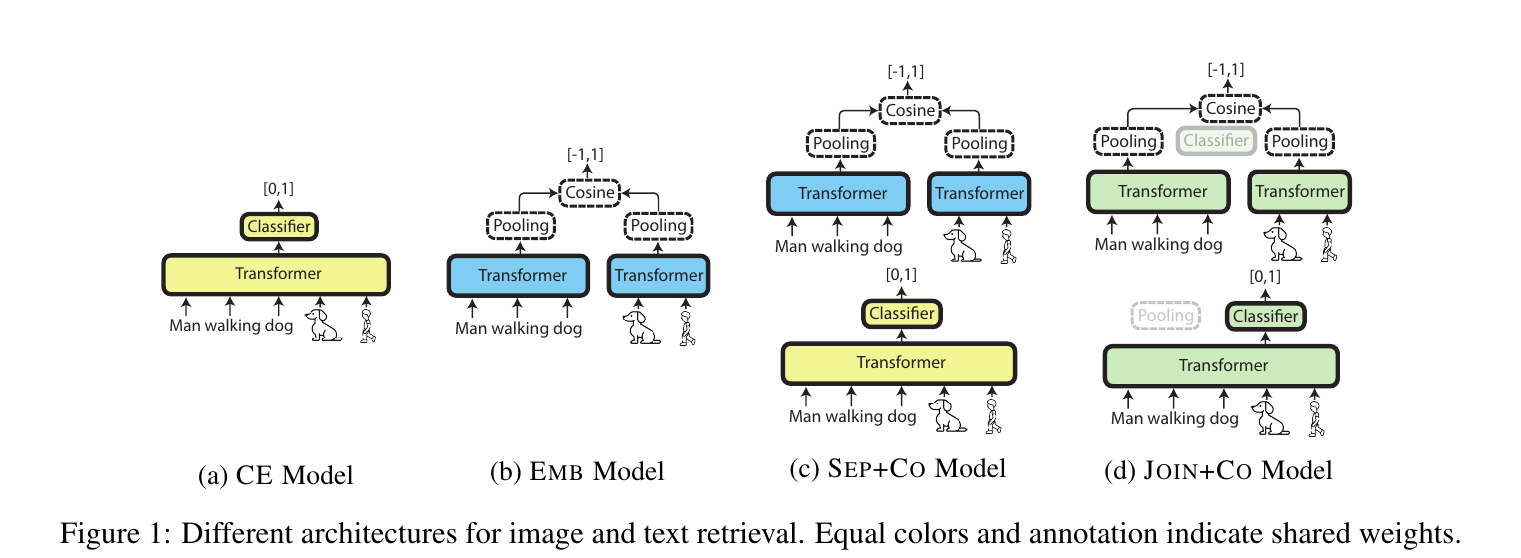 [0,1]
Classifier
Transformer
Man walking dog
(a) CE Model
[-1,1]
Cosine
Pooling Pooling
Transformer Transformer
Man walking dog
(b) EMB Model
[-1,1]
Cosine
Pooling Pooling
Transformer Transformer
Man walking dog
[0,1]
Classifier
Transformer
Man walking dog
(c) SEP+CO Model
[-1,1]
Cosine
Pooling Classifier Pooling
Transformer Transformer
Man walking dog
[0,1]
Pooling Classifier
Transformer
Man walking dog
(d) JOIN+CO Model
Figure 1: Different architectures for image and text retrieval. Equal colors and annotation indicate shared weights.